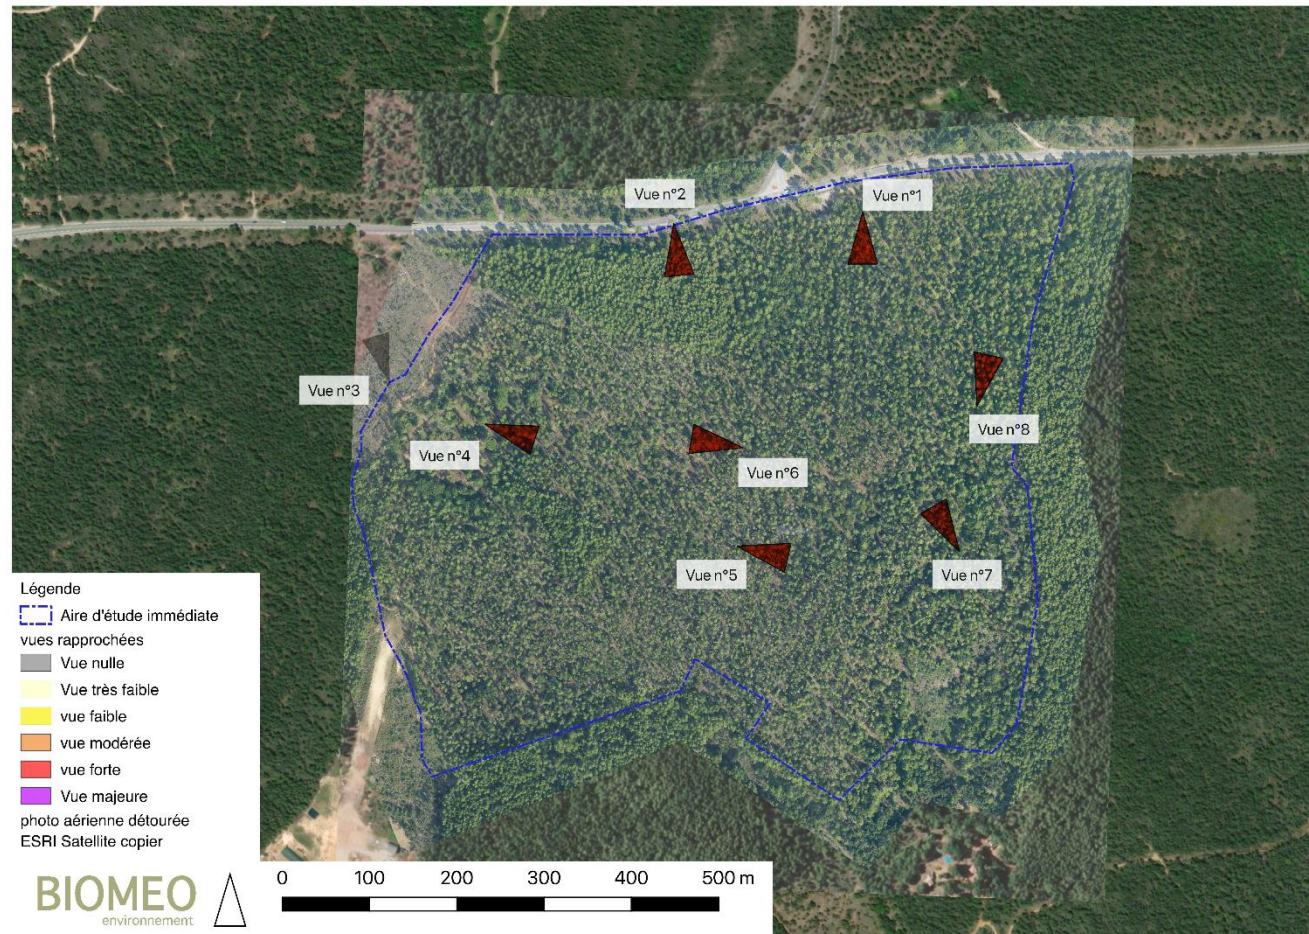 Vue n°2
Vue n°1
Vue n°3
Vue n°4
Vue n°8
Vue n°6
Vue n°5
Vue n°7
Légende
Aire d'étude immédiate
vues rapprochées
Vue nulle
Vue très faible
vue faible
vue modérée
vue forte
Vue majeure
photo aérienne détourée
ESRI Satellite copier
BIOMEO
environnement
0 100 200 300 400 500 m